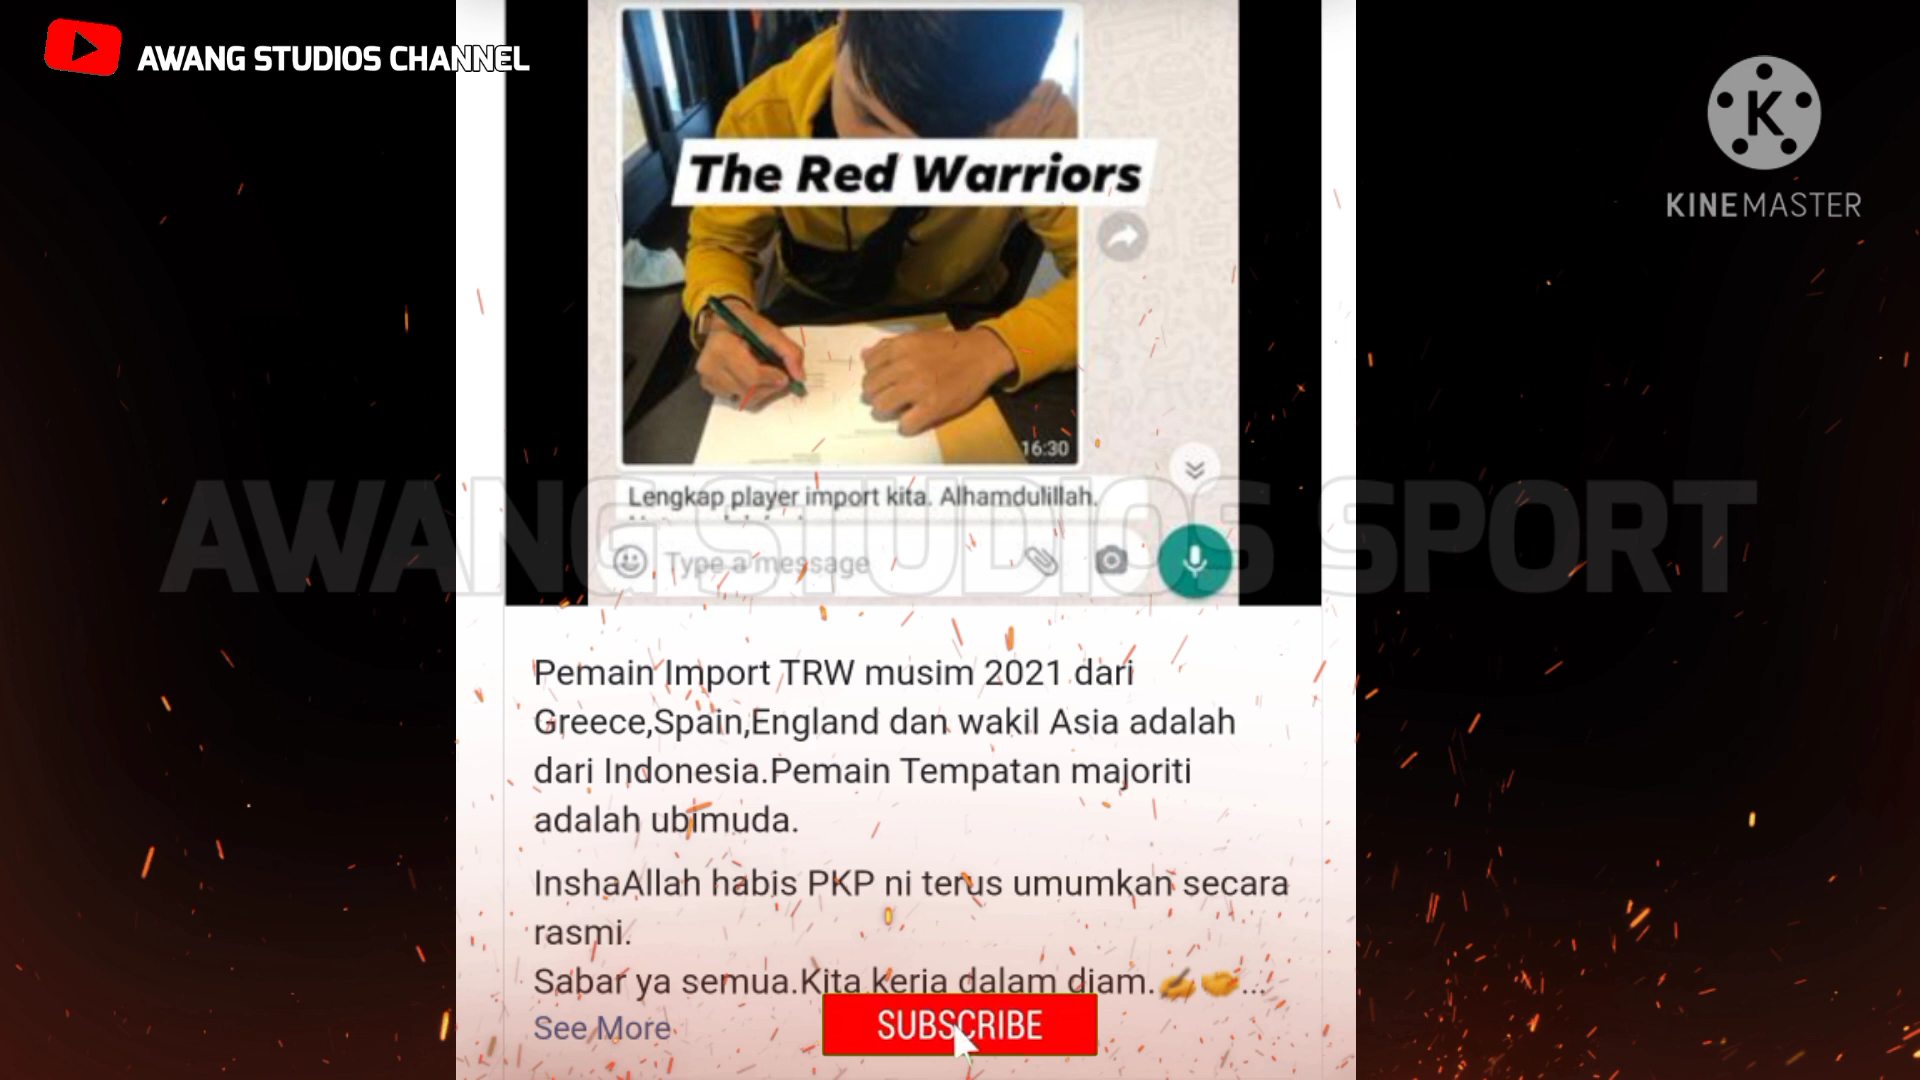 AWANG STUDIOS CHANNEL
K
KINEMASTER
The Red Warriors
16:30
Lengkap player import kita. Alhamdulillah.
AWANG STUDIOS SPORT
Type a message
Pemain Import TRW musim 2021 dari
Greece,Spain,England dan wakil Asia adalah
dari Indonesia.Pemain Tempatan majoriti
adalah ubimuda.
InshaAllah habis PKP ni terus umumkan secara
rasmi.
Sabar ya semua.Kita kerja dalam diam.✍️🤝...
See More
SUBSCRIBE